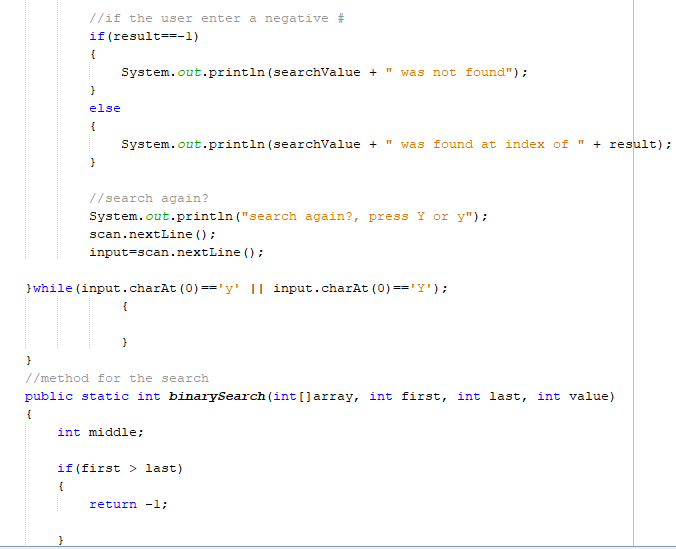 //if the user enter a negative #
if(result==-1)
{
System.out.println(searchValue + " was not found");
}
else
{
System.out.println(searchValue + " was found at index of " + result);
}
//search again?
System.out.println("search again?, press Y or y");
scan.nextLine();
input=scan.nextLine();
}while(input.charAt(0)=='y' || input.charAt(0)=='Y');
{
}
}
//method for the search
public static int binarySearch(int[]array, int first, int last, int value)
{
int middle;
if(first > last)
{
return -1;
}